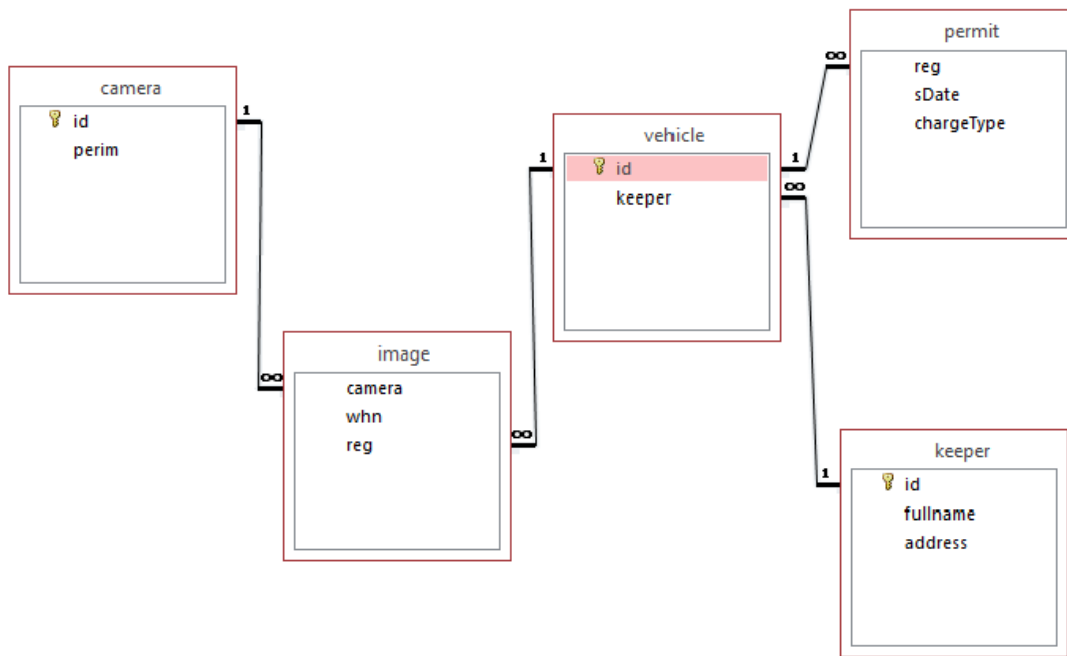 camera
id
perim
1
∞
image
camera
whn
reg
∞
1
vehicle
id
keeper
1
∞
∞
permit
reg
sDate
chargeType
1
keeper
id
fullname
address